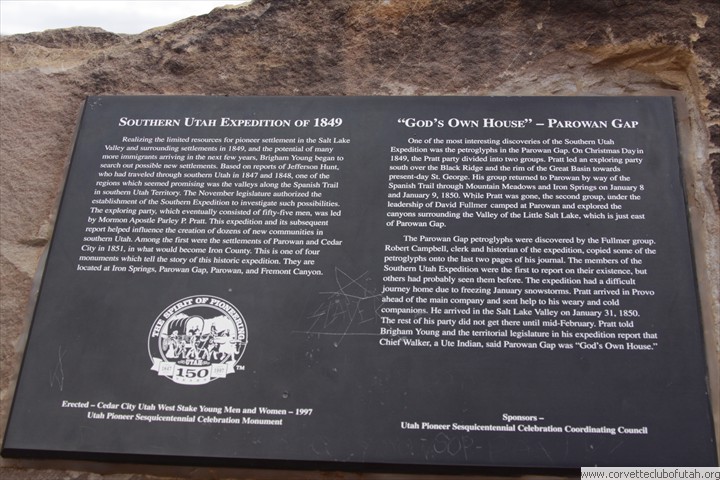 SOUTHERN UTAH EXPEDITION OF 1849
Realizing the limited resources for pioneer settlement in the Salt Lake
Valley and surrounding settlements in 1849, and the potential of many
more immigrants arriving in the next few years, Brigham Young began to
search out possible new settlements. Based on reports of Jefferson Hunt,
who had traveled through southern Utah in 1847 and 1848, one of the
regions which seemed promising was the valleys along the Spanish Trail
in southern Utah Territory. The November legislature authorized the
establishment of the Southern Expedition to investigate such possibilities.
The exploring party, which eventually consisted of fifty-five men, was led
by Mormon Apostle Parley P. Pratt. This expedition and its subsequent
report helped influence the creation of dozens of new communities in
southern Utah. Among the first were the settlements of Parowan and Cedar
City in 1851, in what would become Iron County. This is one of four
monuments which tell the story of this historic expedition. They are
located at Iron Springs, Parowan Gap, Parowan, and Fremont Canyon.
THE SPIRIT OF PIONEERING
UTAH
1847 150 1997
YEARS
TM
Erected – Cedar City Utah West Stake Young Men and Women – 1997
Utah Pioneer Sesquicentennial Celebration Monument
"GOD'S OWN HOUSE" – PAROWAN GAP
One of the most interesting discoveries of the Southern Utah
Expedition was the petroglyphs in the Parowan Gap. On Christmas Day in
1849, the Pratt party divided into two groups. Pratt led an exploring party
south over the Black Ridge and the rim of the Great Basin towards
present-day St. George. His group returned to Parowan by way of the
Spanish Trail through Mountain Meadows and Iron Springs on January 8
and January 9, 1850. While Pratt was gone, the second group, under the
leadership of David Fullmer camped at Parowan and explored the
canyons surrounding the Valley of the Little Salt Lake, which is just east
of Parowan Gap.
The Parowan Gap petroglyphs were discovered by the Fullmer group.
Robert Campbell, clerk and historian of the expedition, copied some of the
petroglyphs onto the last two pages of his journal. The members of the
Southern Utah Expedition were the first to report on their existence, but
others had probably seen them before. The expedition had a difficult
journey home due to freezing January snowstorms. Pratt arrived in Provo
ahead of the main company and sent help to his weary and cold
companions. He arrived in the Salt Lake Valley on January 31, 1850.
The rest of his party did not get there until mid-February. Pratt told
Brigham Young and the territorial legislature in his expedition report that
Chief Walker, a Ute Indian, said Parowan Gap was "God's Own House."
Sponsors –
Utah Pioneer Sesquicentennial Celebration Coordinating Council
www.corvetteclubofutah.org